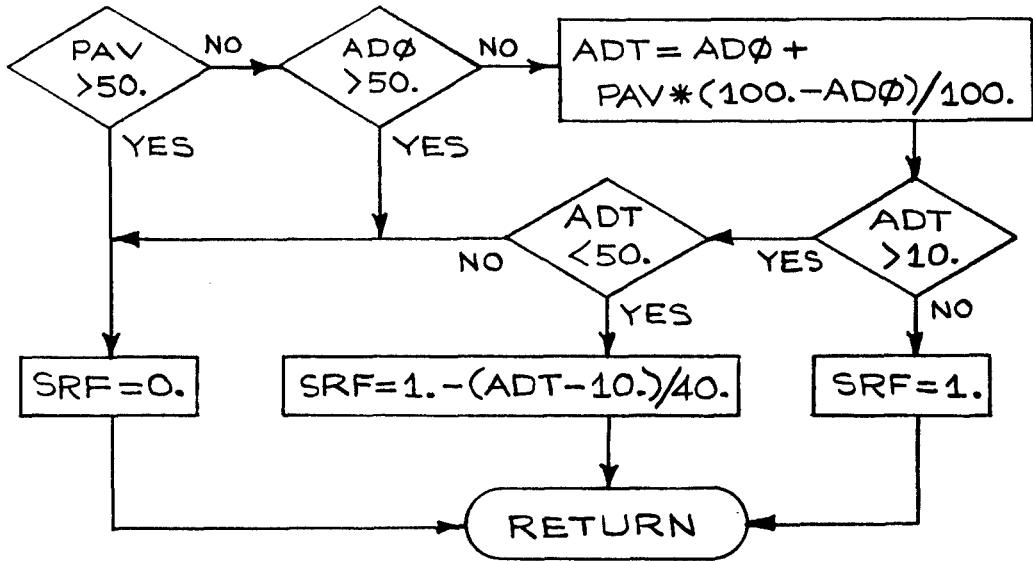 PAV
>50.
NO
ADØ
>50.
NO
ADT = ADØ +
PAV*(100.-ADØ)/100.
YES
YES
ADT
<50.
NO
YES
ADT
>10.
YES
NO
SRF=0.
SRF=1.-(ADT-10.)/40.
SRF=1.
RETURN